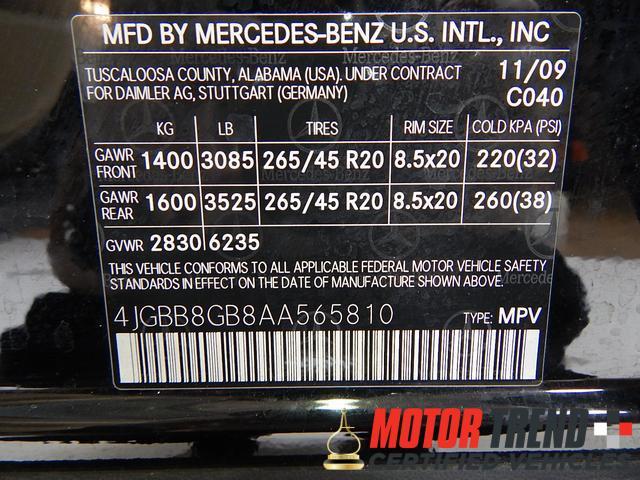 MFD BY MERCEDES-BENZ U.S. INTL., INC
TUSCALOOSA COUNTY, ALABAMA (USA). UNDER CONTRACT 11/09
FOR DAIMLER AG, STUTTGART (GERMANY) C040
KG LB TIRES RIM SIZE COLD KPA (PSI)
GAWR FRONT 1400 3085 265/45 R20 8.5x20 220(32)
GAWR REAR 1600 3525 265/45 R20 8.5x20 260(38)
GVWR 2830 6235
THIS VEHICLE CONFORMS TO ALL APPLICABLE FEDERAL MOTOR VEHICLE SAFETY
STANDARDS IN EFFECT ON THE DATE OF MANUFACTURE SHOWN ABOVE.
4JGBB8GB8AA565810 TYPE: MPV
MOTOR TREND
CERTIFIED VEHICLES